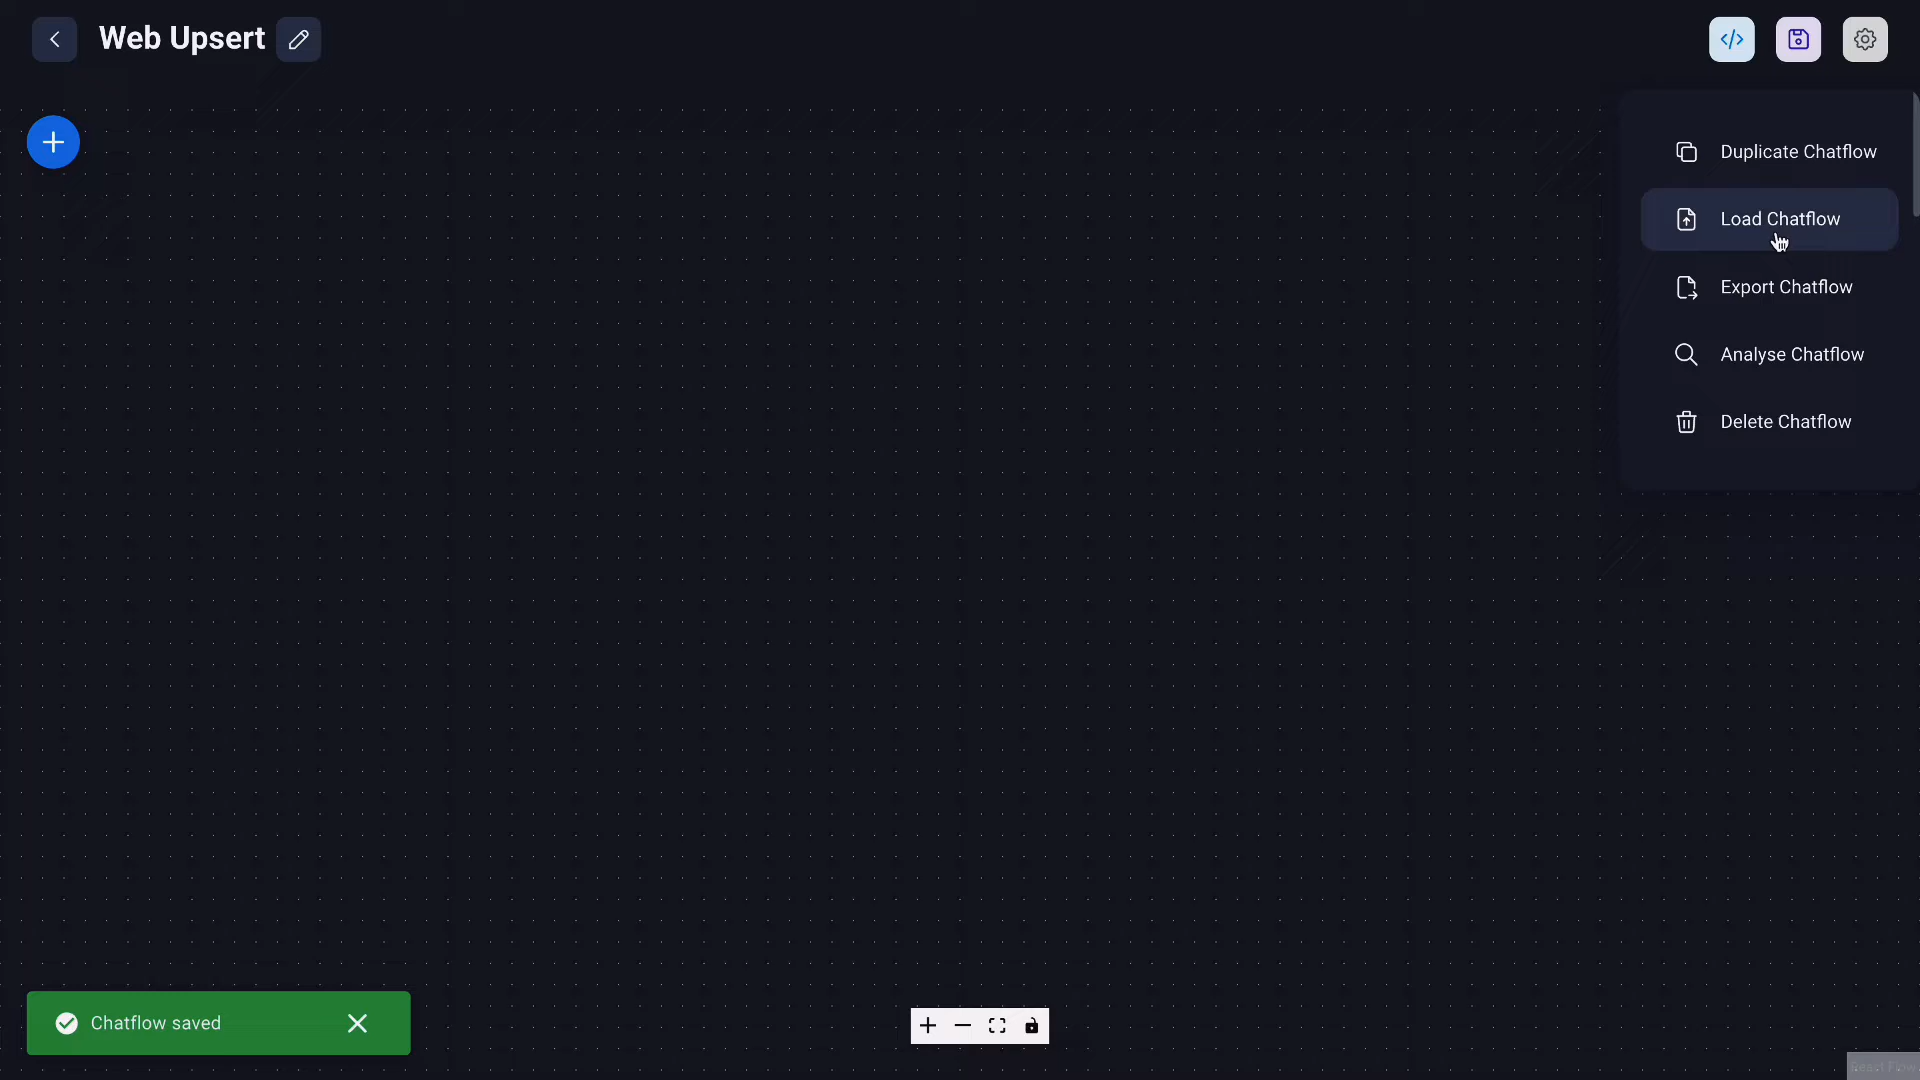 Web Upsert
Duplicate Chatflow
Load Chatflow
Export Chatflow
Analyse Chatflow
Delete Chatflow
Chatflow saved